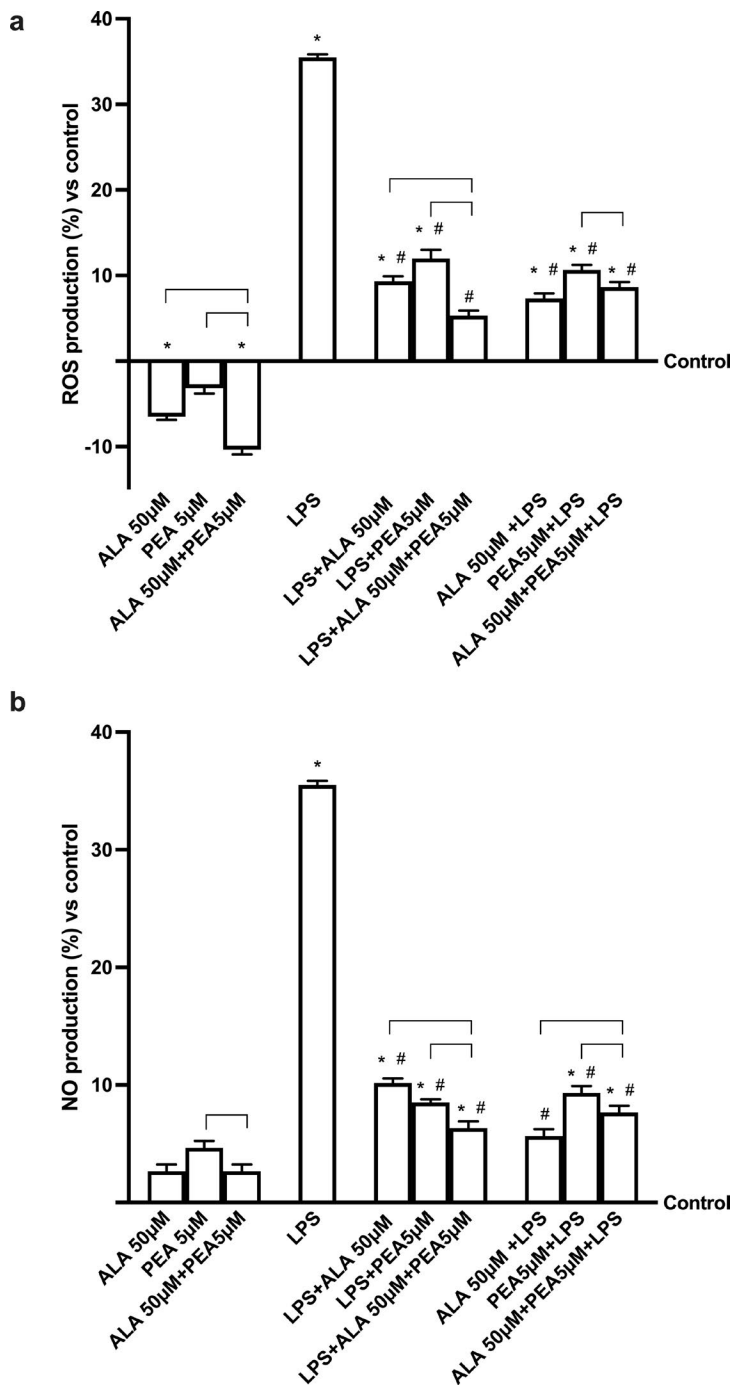 a
ROS production (%) vs control
40
30
20
10
-10
*
*
*
*
* #
* #
#
* #
* #
* #
Control
ALA 50µM
PEA 5µM
ALA 50µM+PEA5µM
LPS
LPS+ALA 50µM
LPS+PEA5µM
LPS+ALA 50µM+PEA5µM
ALA 50µM +LPS
PEA5µM+LPS
ALA 50µM+PEA5µM+LPS
b
NO production (%) vs control
40
30
20
10
*
* #
* #
* #
#
* #
* #
Control
ALA 50µM
PEA 5µM
ALA 50µM+PEA5µM
LPS
LPS+ALA 50µM
LPS+PEA5µM
LPS+ALA 50µM+PEA5µM
ALA 50µM +LPS
PEA5µM+LPS
ALA 50µM+PEA5µM+LPS